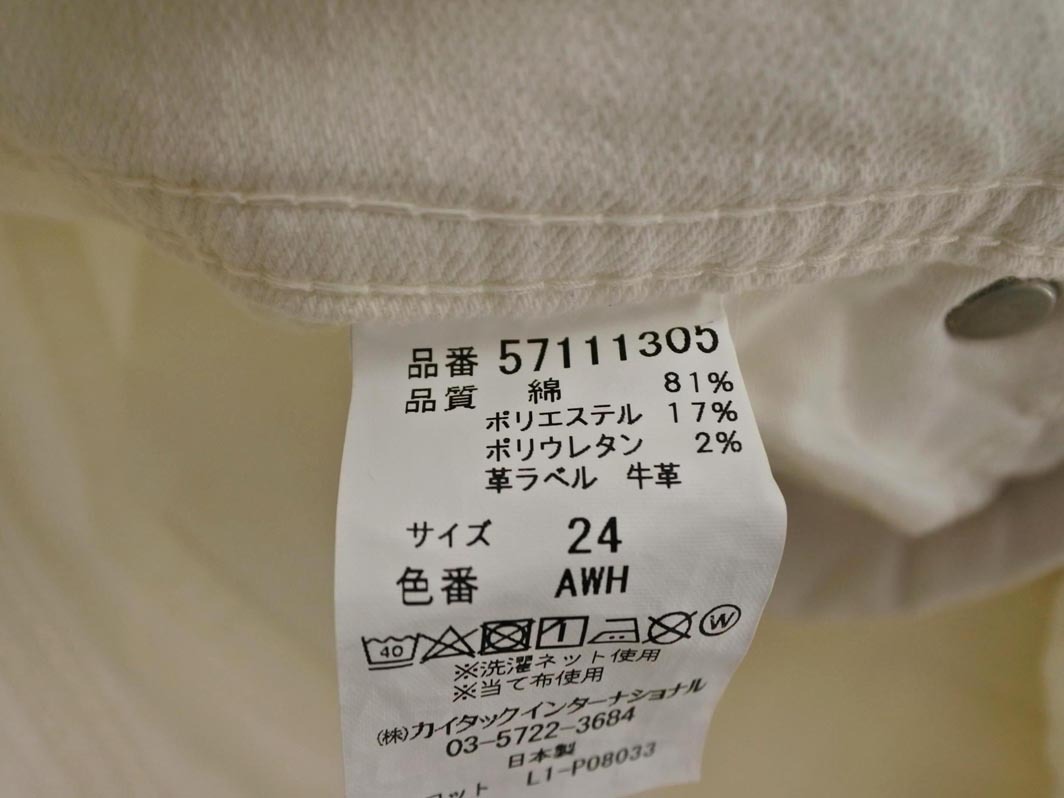 品番 57111305
品質 綿 81%
ポリエステル 17%
ポリウレタン 2%
革ラベル 牛革
サイズ 24
色番 AWH
40 W
※洗濯ネット使用
※当て布使用
(株)カイタックインターナショナル
03-5722-3684
日本製
L1-P08033